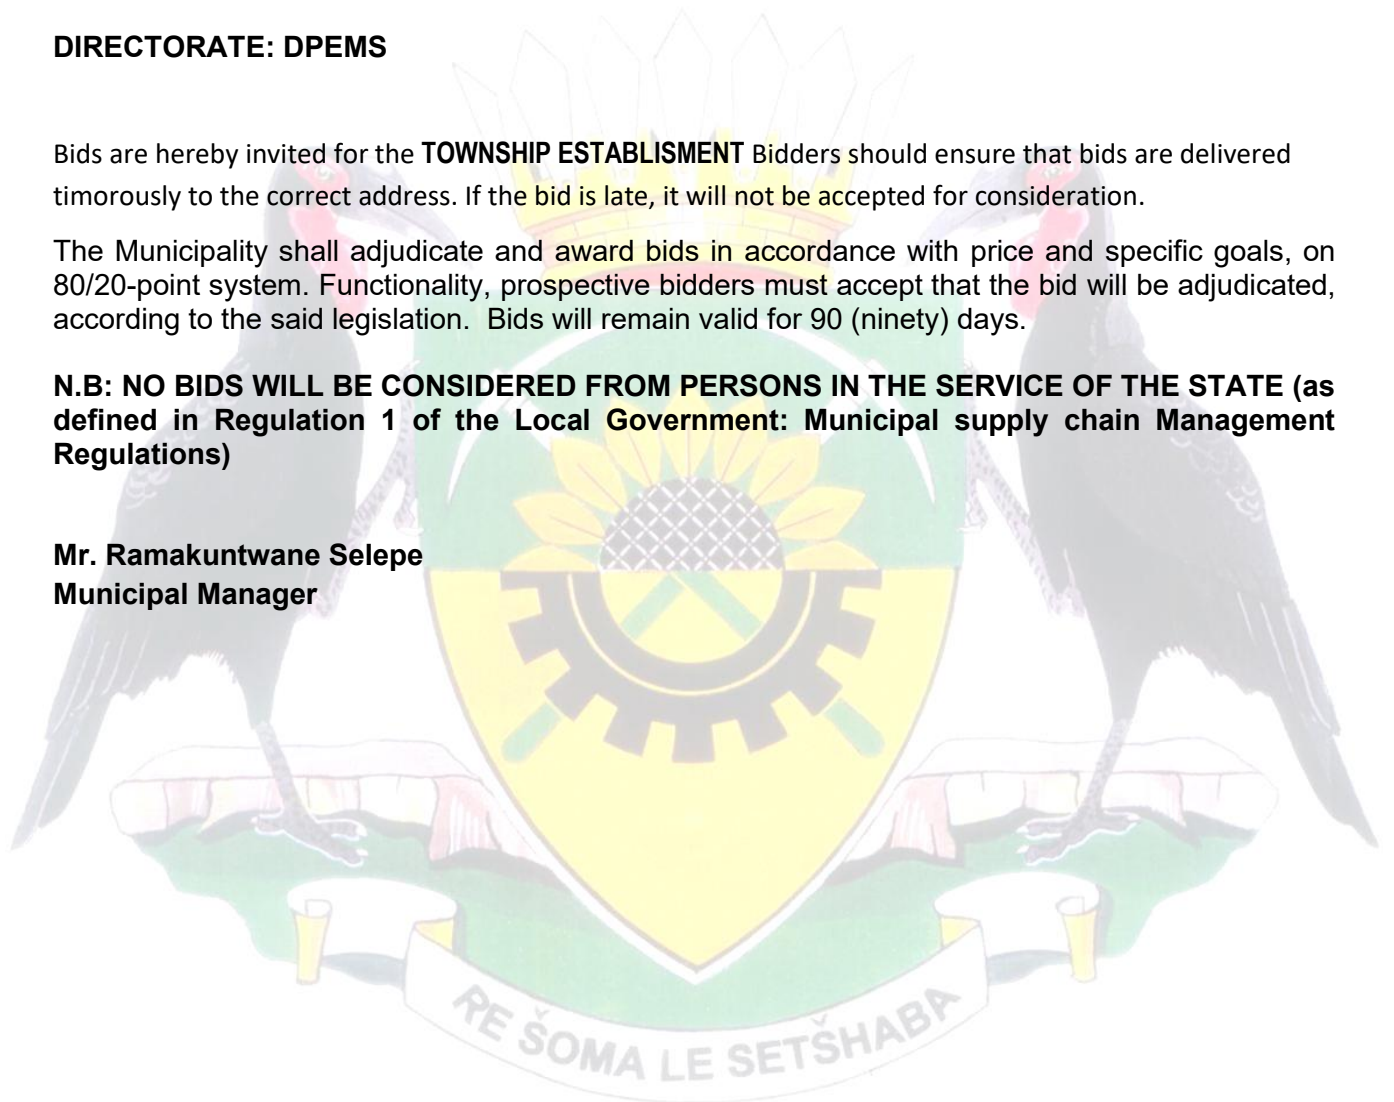 DIRECTORATE: DPEMS
Bids are hereby invited for the TOWNSHIP ESTABLISMENT Bidders should ensure that bids are delivered
timorously to the correct address. If the bid is late, it will not be accepted for consideration.
The Municipality shall adjudicate and award bids in accordance with price and specific goals, on
80/20-point system. Functionality, prospective bidders must accept that the bid will be adjudicated,
according to the said legislation. Bids will remain valid for 90 (ninety) days.
N.B: NO BIDS WILL BE CONSIDERED FROM PERSONS IN THE SERVICE OF THE STATE (as
defined in Regulation 1 of the Local Government: Municipal supply chain Management
Regulations)
Mr. Ramakuntwane Selepe
Municipal Manager
RE ŠOMA LE SETŠHABA